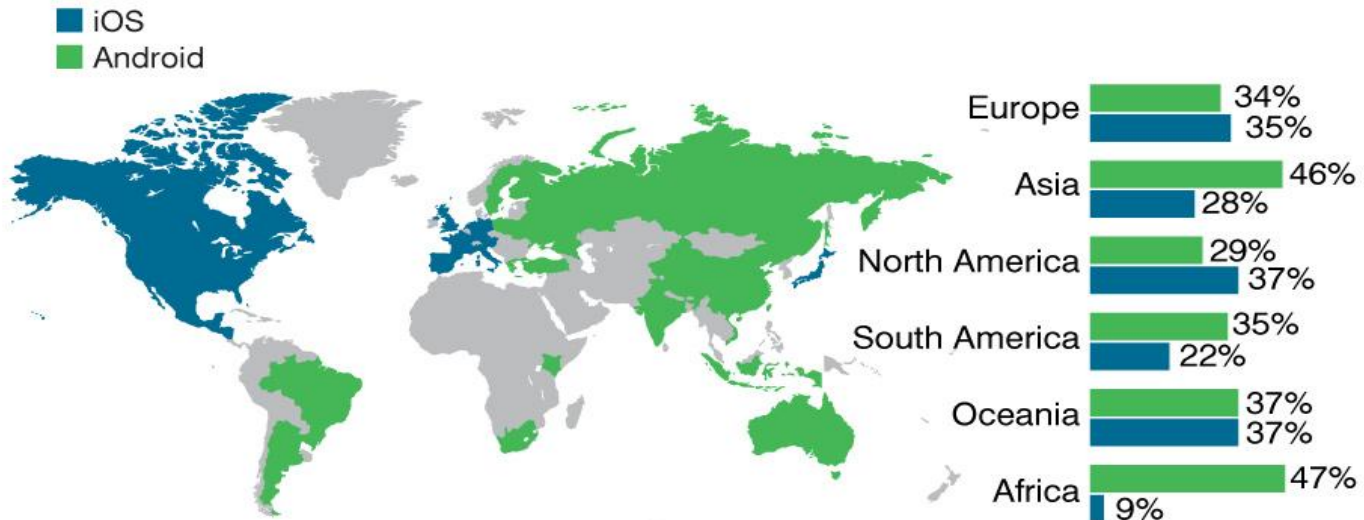 iOS
Android
Europe
34%
35%
Asia
46%
28%
North America
29%
37%
South America
35%
22%
Oceania
37%
37%
Africa
47%
9%